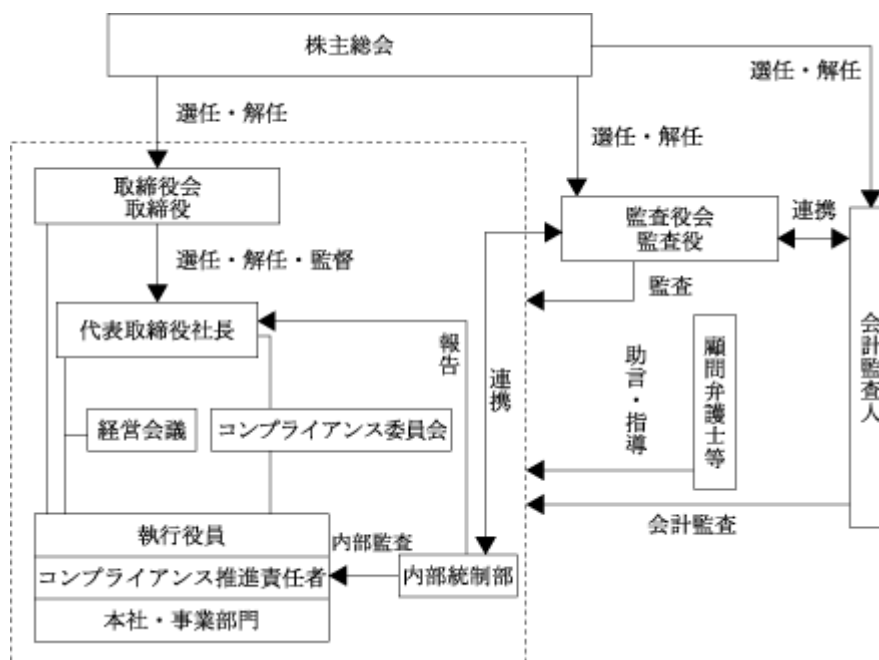 株主総会
選任・解任
選任・解任
選任・解任
取締役会
取締役
監査役会
監査役
連携
選任・解任・監督
監査
代表取締役社長
報告
連携
助言・指導
顧問弁護士等
会計監査人
経営会議
コンプライアンス委員会
会計監査
執行役員
内部監査
コンプライアンス推進責任者
内部統制部
本社・事業部門